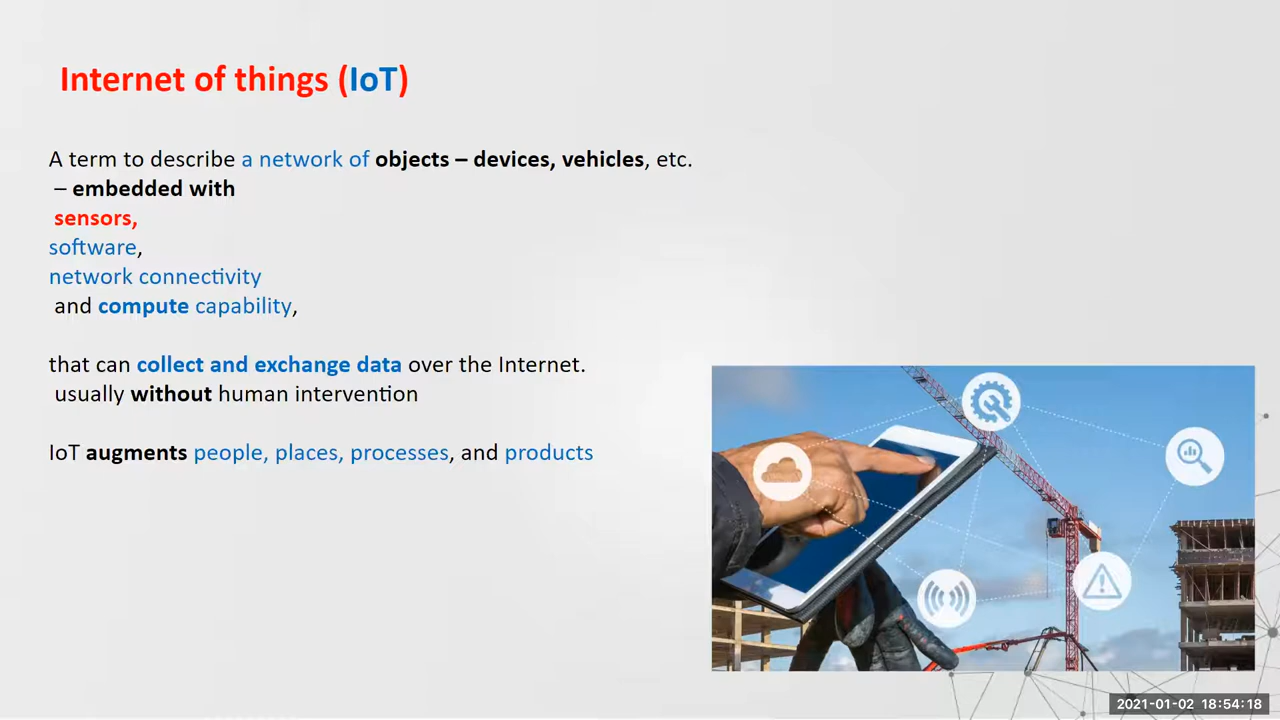 Internet of things (IoT)
A term to describe a network of objects – devices, vehicles, etc.
– embedded with
sensors,
software,
network connectivity
and compute capability,
that can collect and exchange data over the Internet.
usually without human intervention
IoT augments people, places, processes, and products
2021-01-02 18:54:18